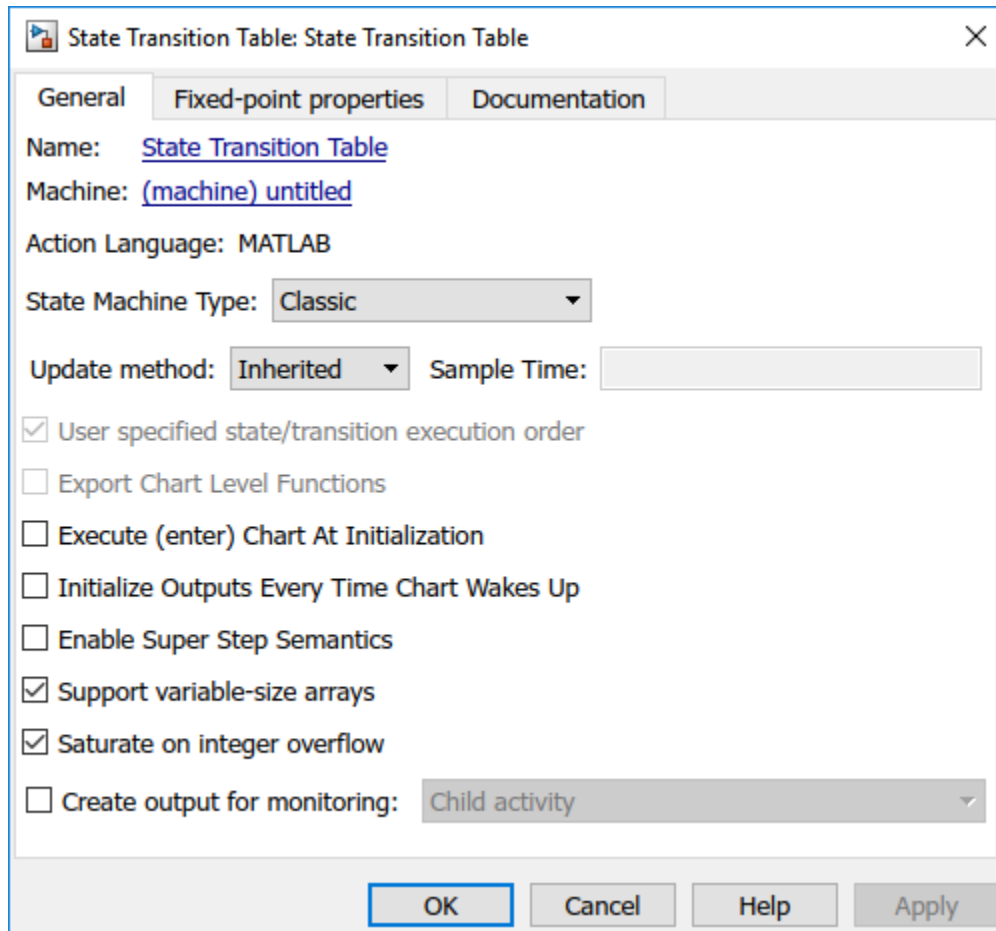 State Transition Table: State Transition Table
General Fixed-point properties Documentation
Name: State Transition Table
Machine: (machine) untitled
Action Language: MATLAB
State Machine Type: Classic
Update method: Inherited Sample Time:
User specified state/transition execution order
Export Chart Level Functions
Execute (enter) Chart At Initialization
Initialize Outputs Every Time Chart Wakes Up
Enable Super Step Semantics
Support variable-size arrays
Saturate on integer overflow
Create output for monitoring: Child activity
OK Cancel Help Apply